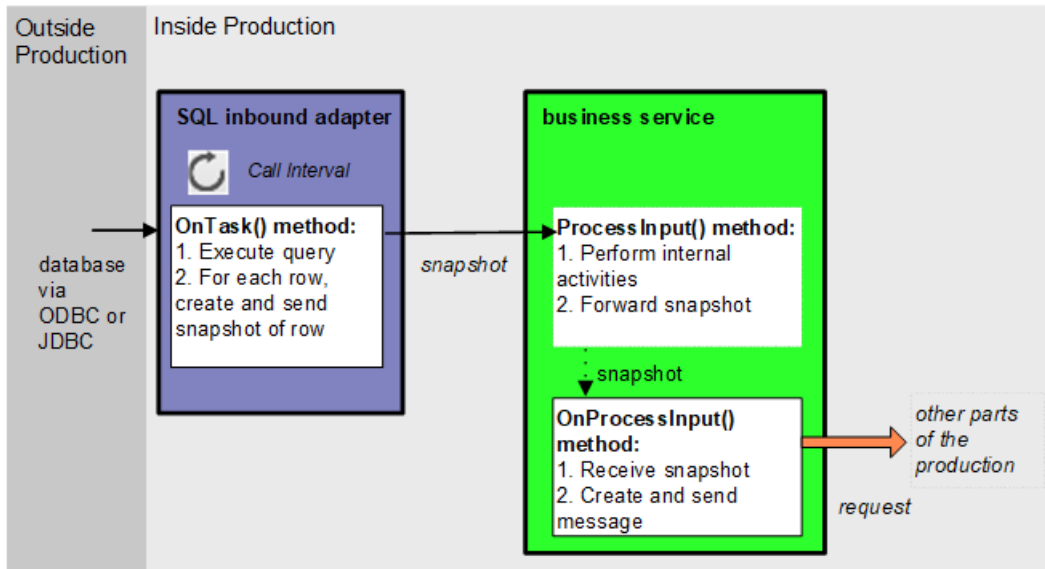 Outside
Production
Inside Production
SQL inbound adapter
Call Interval
OnTask() method:
1. Execute query
2. For each row,
create and send
snapshot of row
database
via
ODBC or
JDBC
snapshot
business service
ProcessInput() method:
1. Perform internal
activities
2. Forward snapshot
snapshot
OnProcessInput()
method:
1. Receive snapshot
2. Create and send
message
request
other parts
of the
production